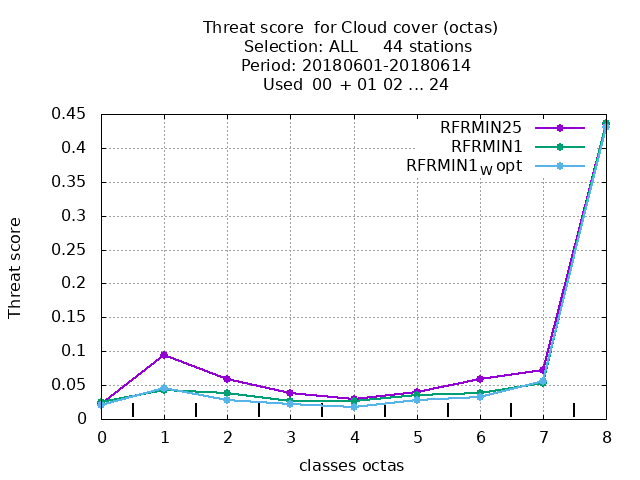 Threat score  for Cloud cover (octas)
Selection: ALL     44 stations
Period: 20180601-20180614
Used  00 + 01 02 ... 24
0.45
0.4
0.35
0.3
0.25
0.2
0.15
0.1
0.05
0
Threat score
RFRMIN25
RFRMIN1
RFRMIN1W opt
0 1 2 3 4 5 6 7 8
classes octas